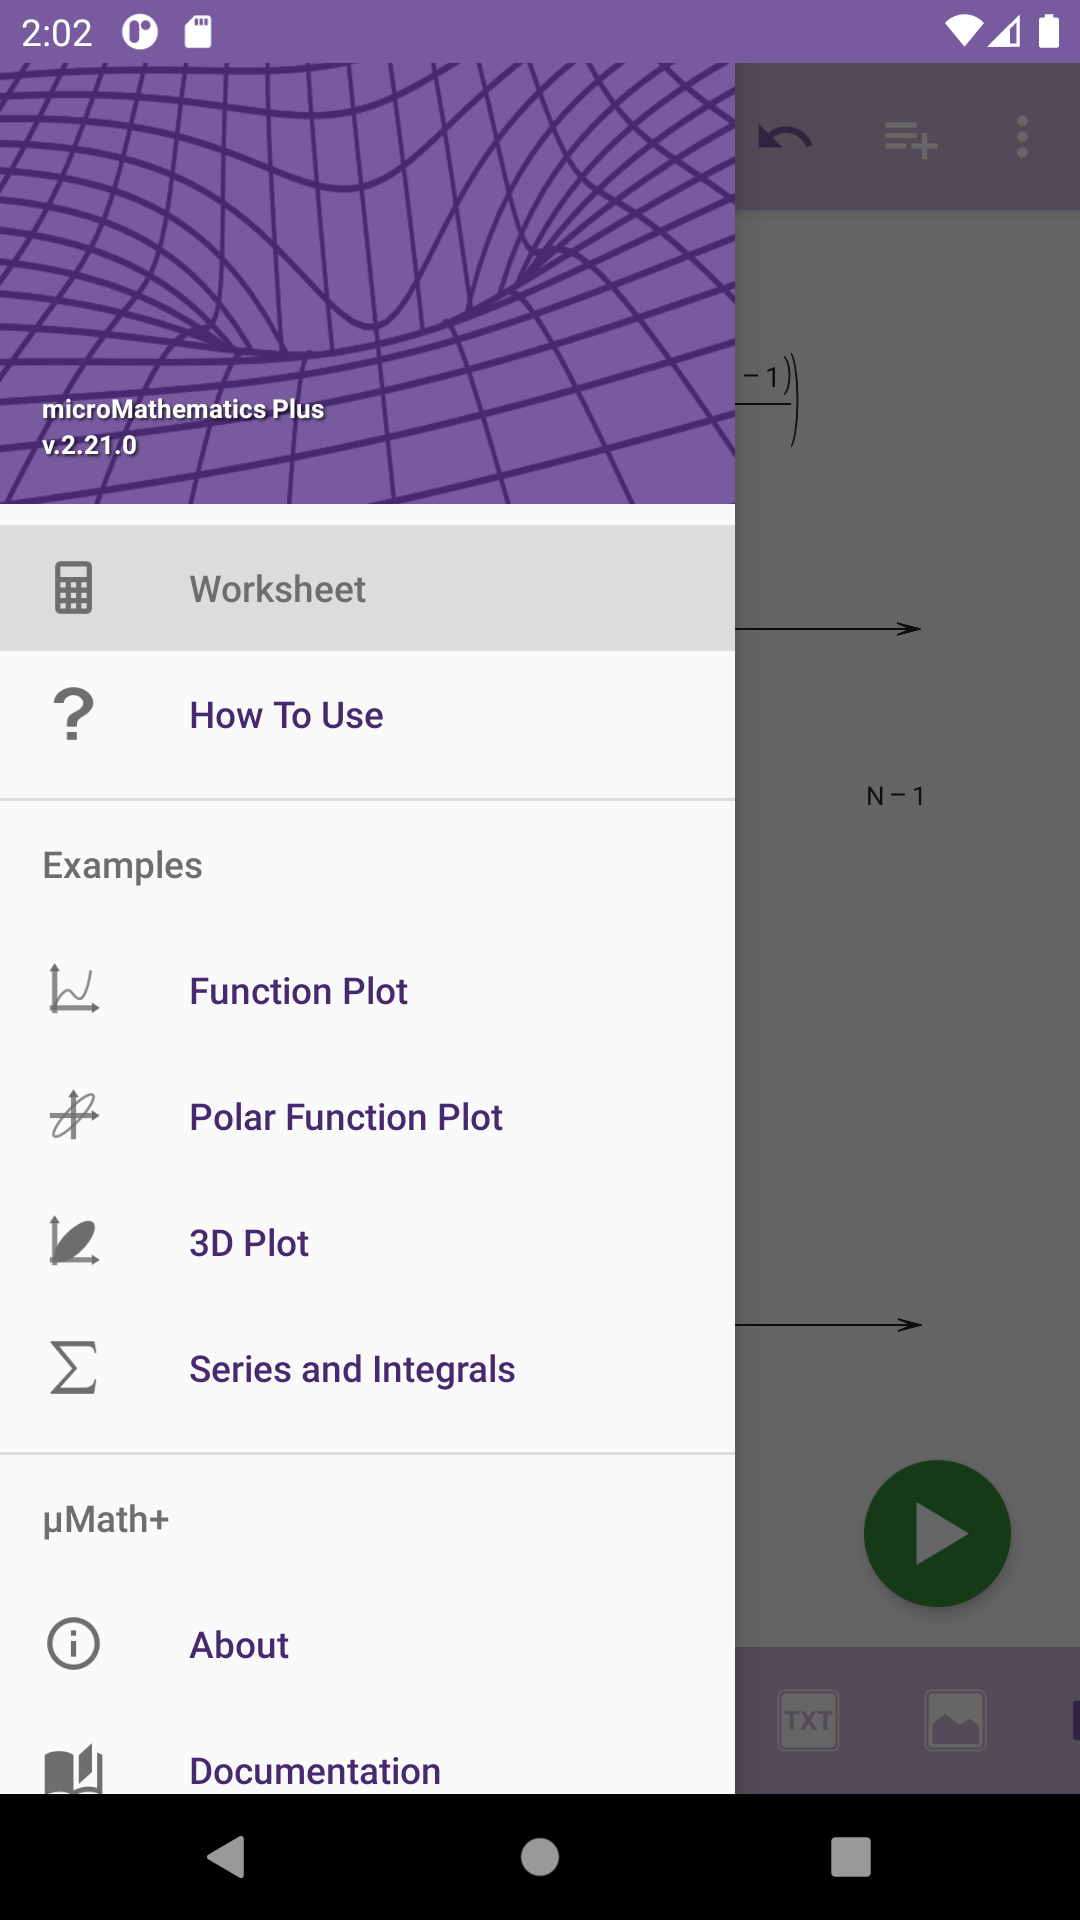 2:02
microMathematics Plus
v.2.21.0
− 1))
Worksheet
How To Use
N − 1
Examples
Function Plot
Polar Function Plot
3D Plot
Series and Integrals
µMath+
About
TXT
Documentation